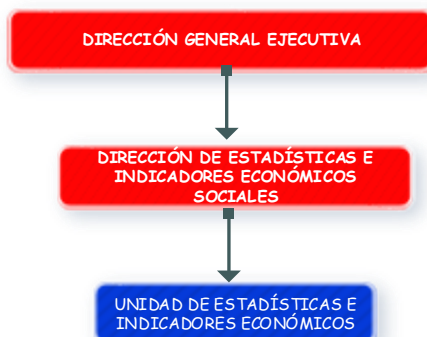 DIRECCIÓN GENERAL EJECUTIVA
DIRECCIÓN DE ESTADÍSTICAS E
INDICADORES ECONÓMICOS
SOCIALES
UNIDAD DE ESTADÍSTICAS E
INDICADORES ECONÓMICOS